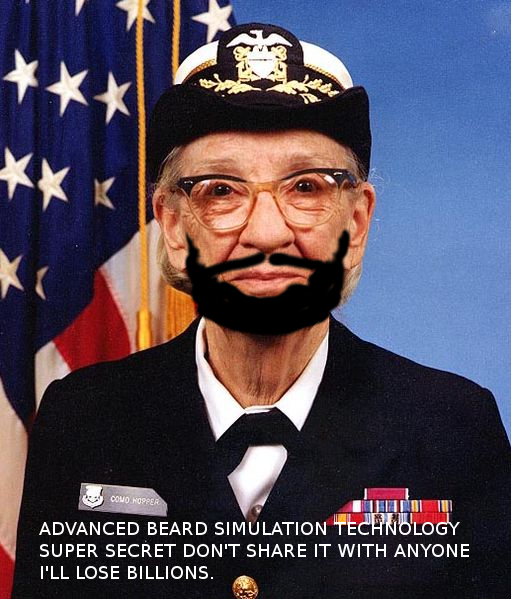 COMO HOPPER
ADVANCED BEARD SIMULATION TECHNOLOGY
SUPER SECRET DON'T SHARE IT WITH ANYONE
I'LL LOSE BILLIONS.